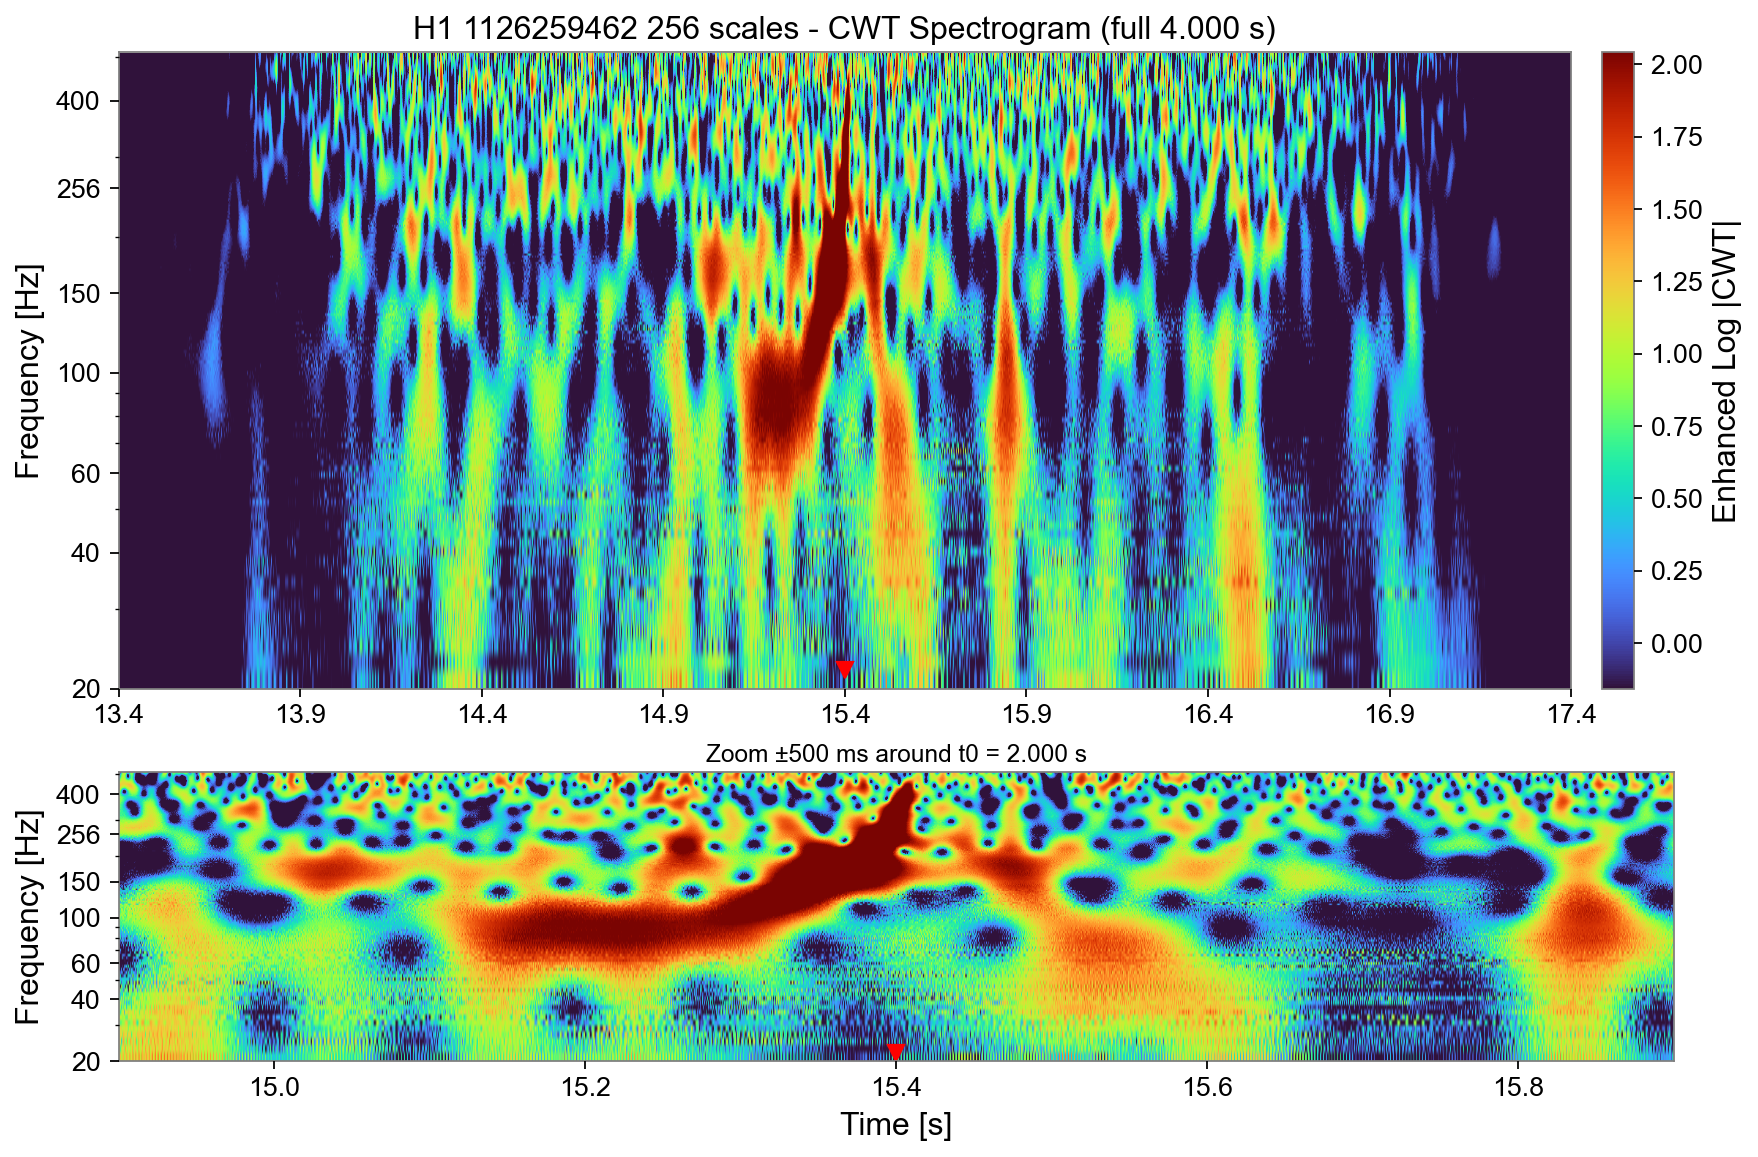 H1 1126259462 256 scales - CWT Spectrogram (full 4.000 s)
Frequency [Hz]
400
256
150
100
60
40
20
13.4 13.9 14.4 14.9 15.4 15.9 16.4 16.9 17.4
2.00
1.75
1.50
1.25
1.00
0.75
0.50
0.25
0.00
Enhanced Log |CWT|
Zoom ±500 ms around t0 = 2.000 s
Frequency [Hz]
400
256
150
100
60
40
20
15.0 15.2 15.4 15.6 15.8
Time [s]